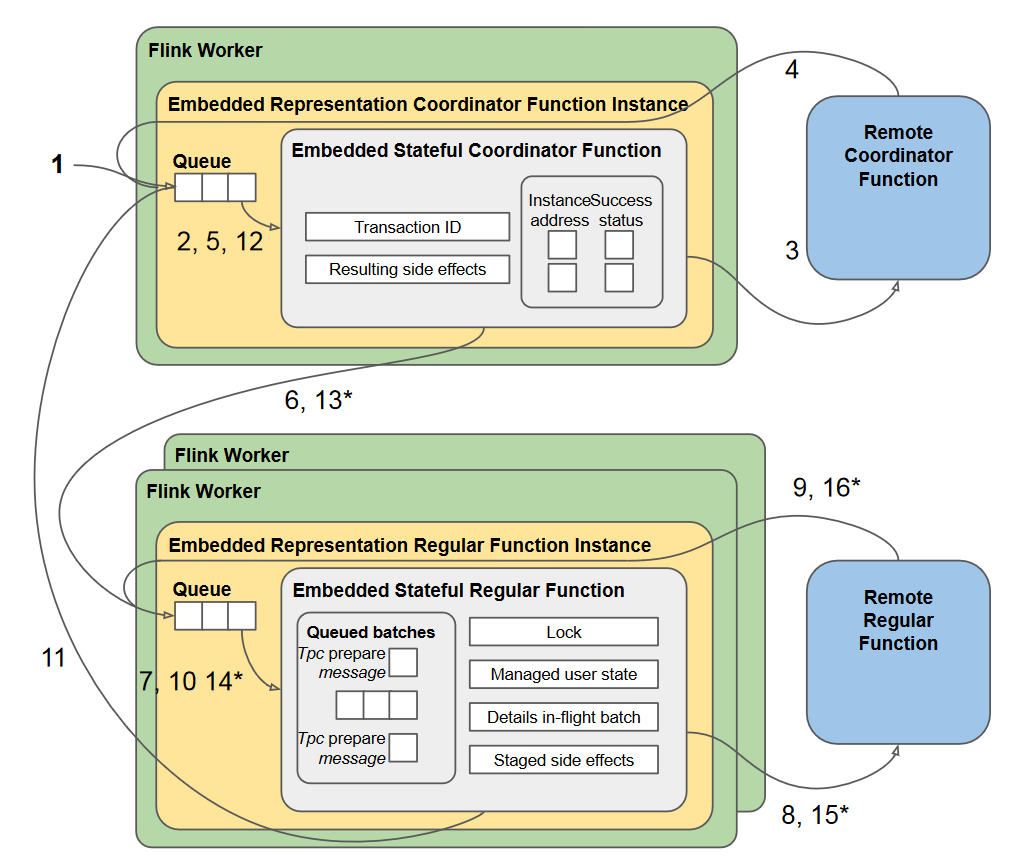 Flink Worker
Embedded Representation Coordinator Function Instance
4
Remote
Coordinator
Function
1
Queue
2, 5, 12
Embedded Stateful Coordinator Function
Transaction ID
Resulting side effects
InstanceSuccess
address status
3
6, 13*
Flink Worker
Flink Worker
9, 16*
Embedded Representation Regular Function Instance
Queue
7, 10 14*
11
Embedded Stateful Regular Function
Queued batches
Tpc prepare
message
Tpc prepare
message
Lock
Managed user state
Details in-flight batch
Staged side effects
Remote
Regular
Function
8, 15*